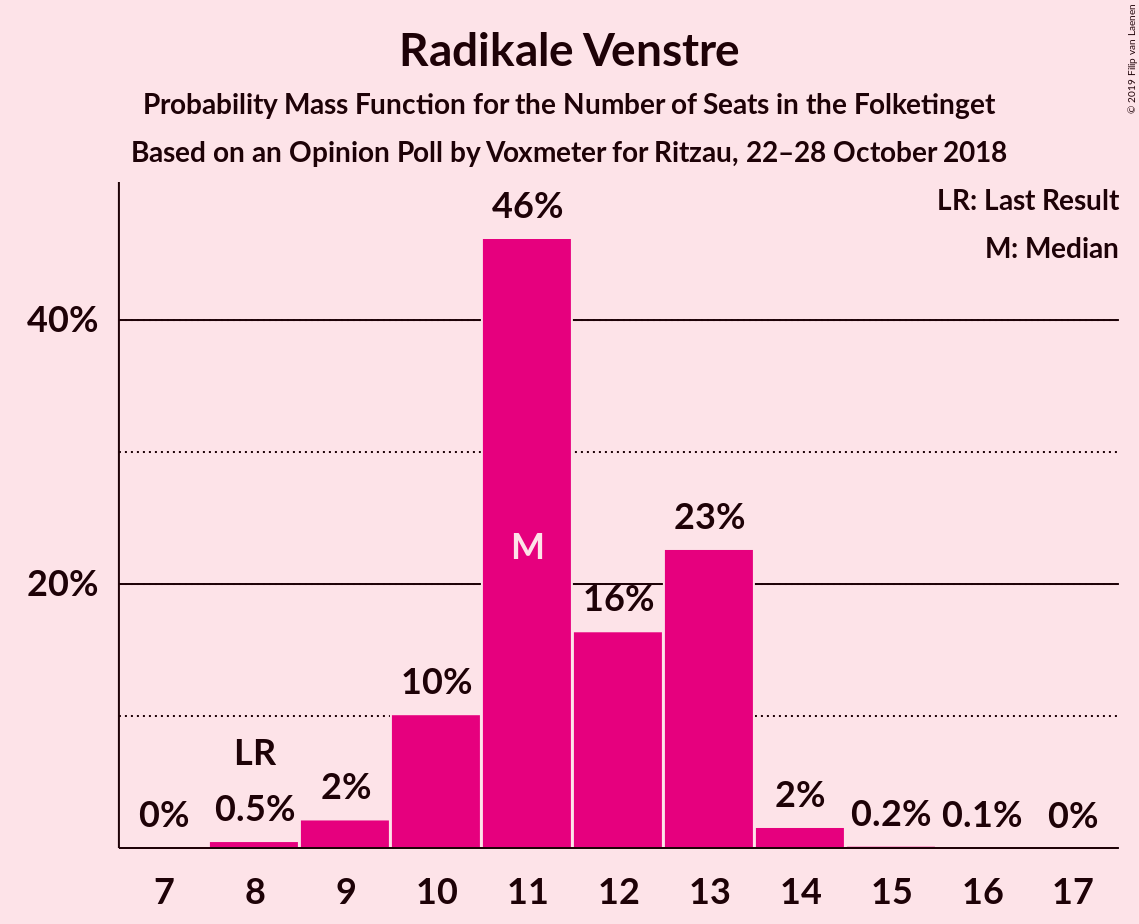 Radikale Venstre
Probability Mass Function for the Number of Seats in the Folketinget
Based on an Opinion Poll by Voxmeter for Ritzau, 22–28 October 2018
© 2019 Filip van Laenen
LR: Last Result
M: Median
40%
20%
0%
LR
0.5%
2%
10%
46%
M
16%
23%
2%
0.2%
0.1%
0%
7 8 9 10 11 12 13 14 15 16 17